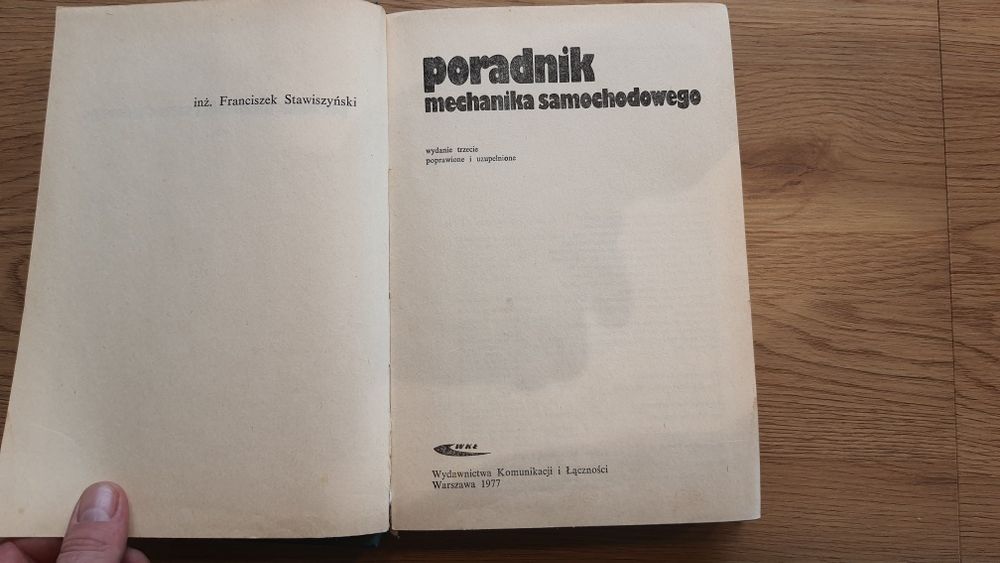 inż. Franciszek Stawiszyński
poradnik
mechanika samochodowego
wydanie trzecie
poprawione i uzupełnione
WKŁ
Wydawnictwa Komunikacji i Łączności
Warszawa 1977